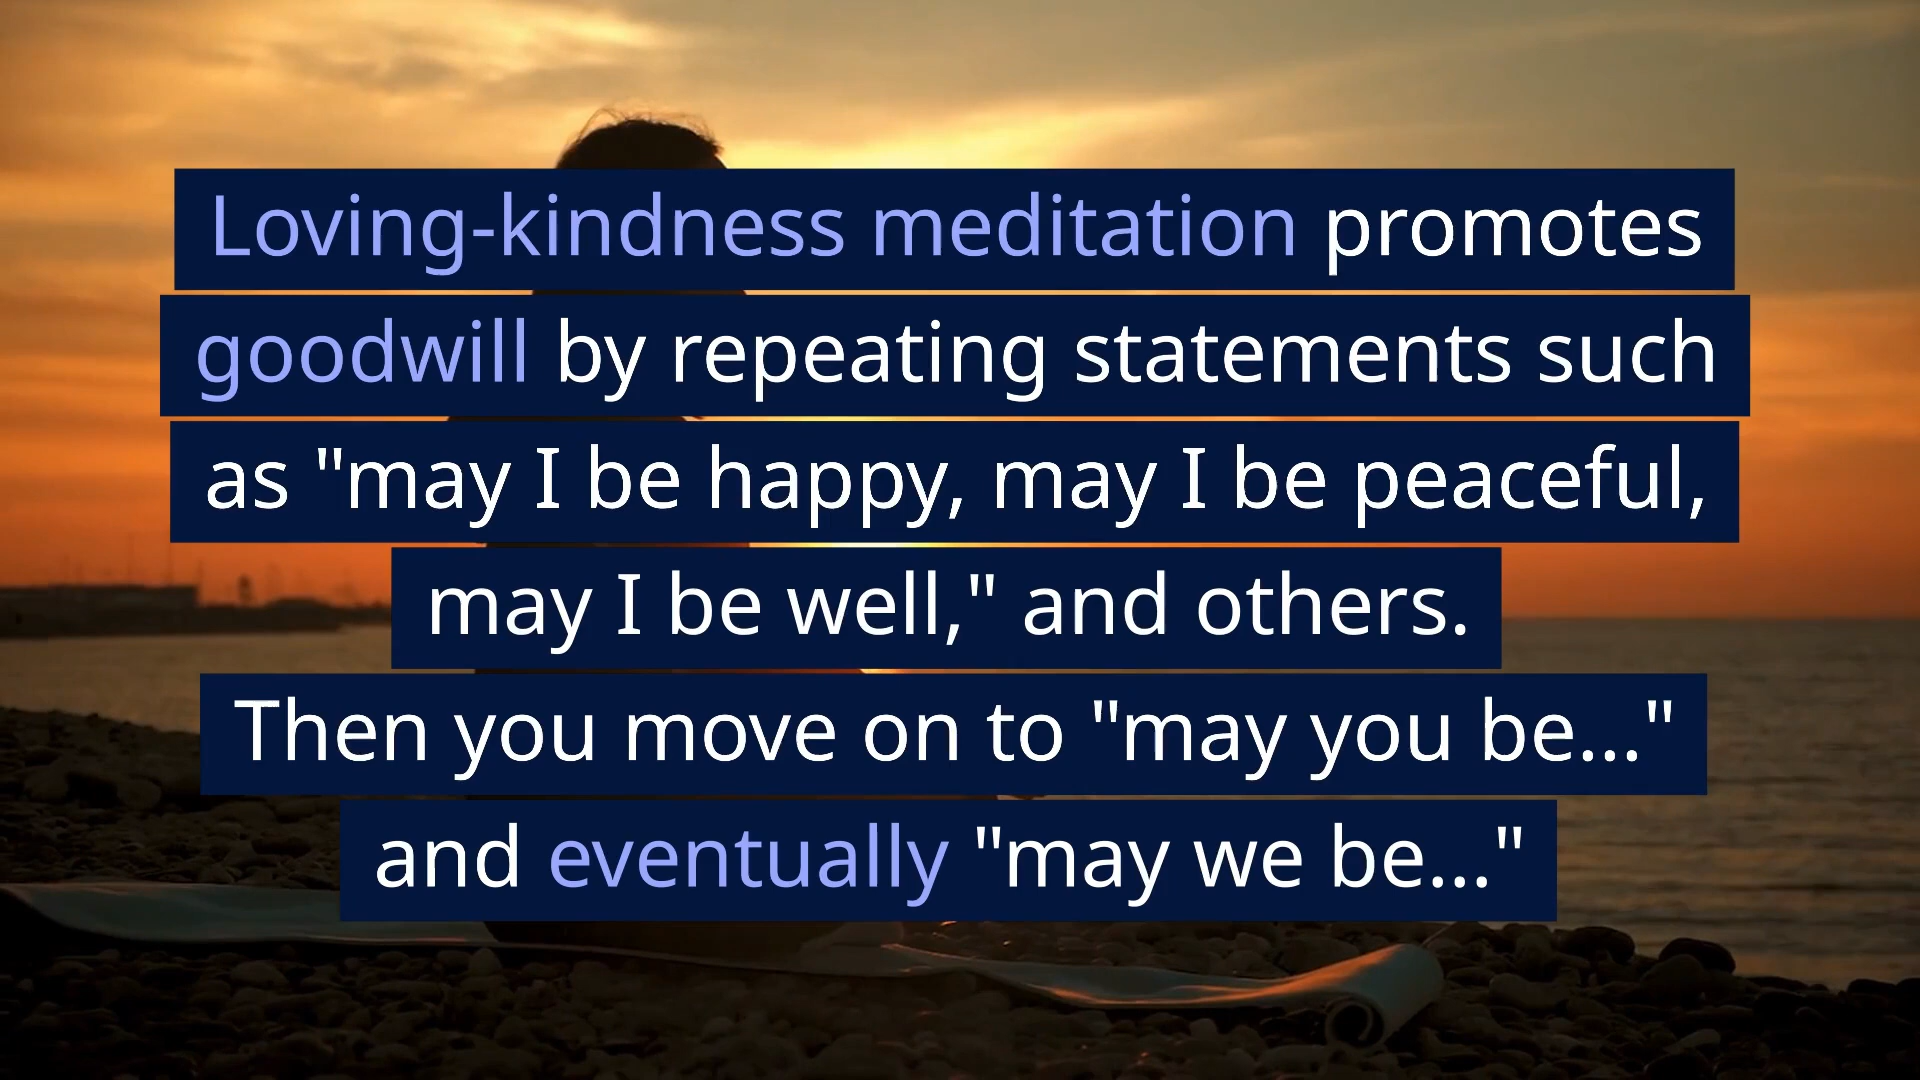 Loving-kindness meditation promotes
goodwill by repeating statements such
as "may I be happy, may I be peaceful,
may I be well," and others.
Then you move on to "may you be..."
and eventually "may we be..."